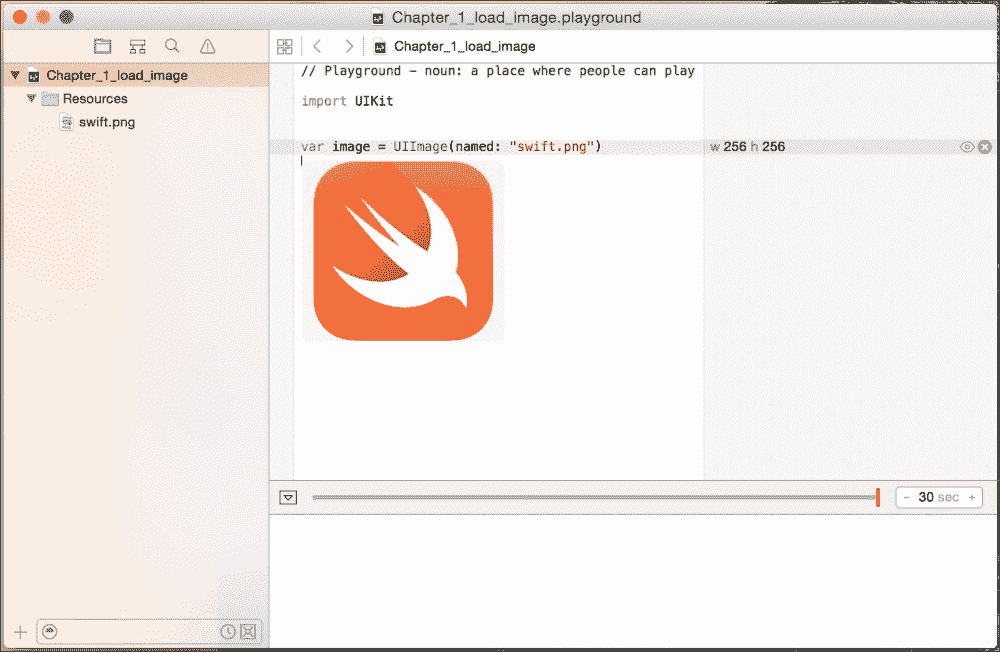 Chapter_1_load_image.playground
Chapter_1_load_image
Chapter_1_load_image
Resources
swift.png
// Playground - noun: a place where people can play
import UIKit
var image = UIImage(named: "swift.png")
w 256 h 256
- 30 sec +